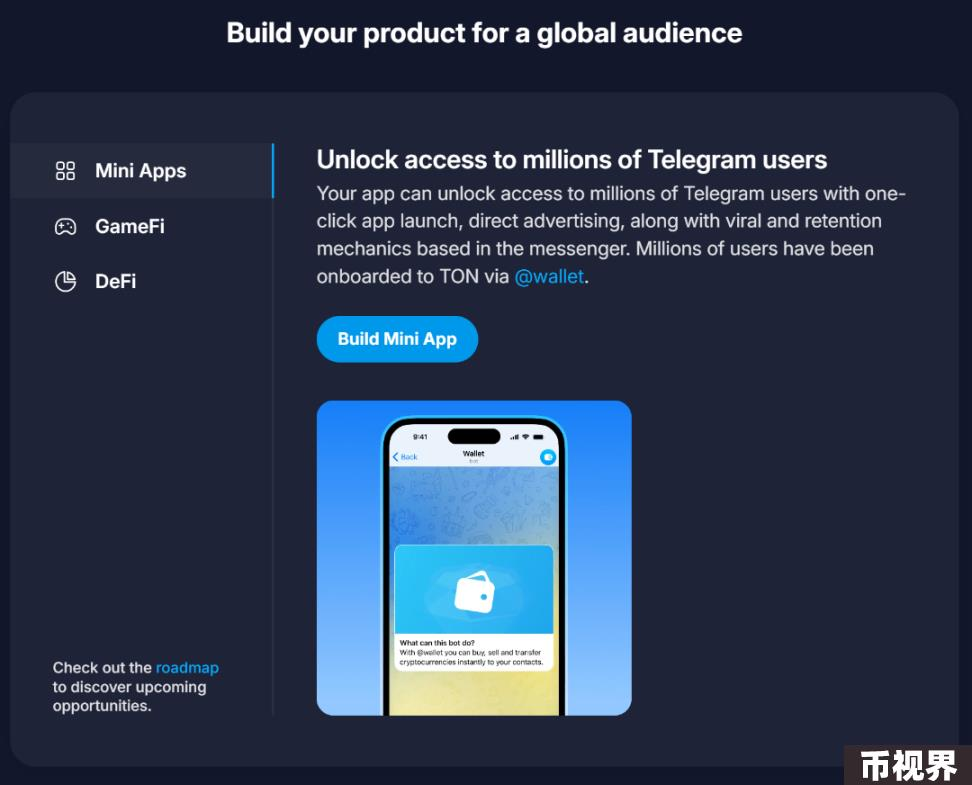 Build your product for a global audience
Mini Apps
GameFi
DeFi
Check out the roadmap
to discover upcoming
opportunities.
Unlock access to millions of Telegram users
Your app can unlock access to millions of Telegram users with one-
click app launch, direct advertising, along with viral and retention
mechanics based in the messenger. Millions of users have been
onboarded to TON via @wallet.
Build Mini App
9:41
Back
Wallet
bot
What can this bot do?
With @wallet you can buy, sell and transfer
cryptocurrencies instantly to your contacts.
币视界